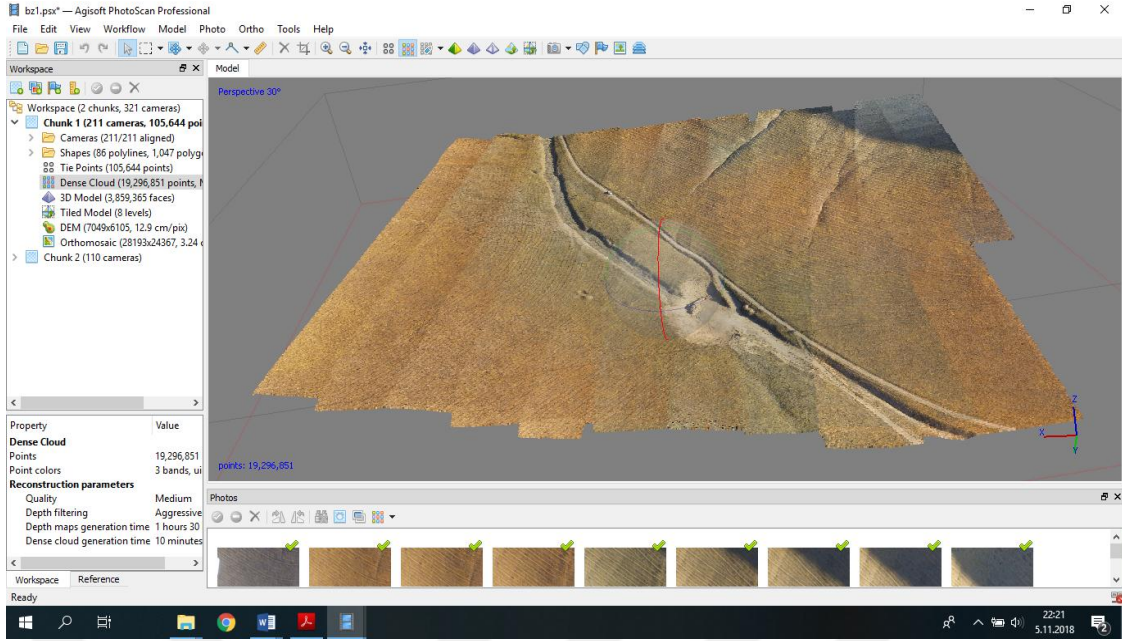 bz1.psx* — Agisoft PhotoScan Professional
File Edit View Workflow Model Photo Ortho Tools Help
Workspace
Model
Workspace (2 chunks, 321 cameras)
Chunk 1 (211 cameras, 105,644 poi
Cameras (211/211 aligned)
Shapes (86 polylines, 1,047 polyg
Tie Points (105,644 points)
Dense Cloud (19,296,851 points, M
3D Model (3,859,365 faces)
Tiled Model (8 levels)
DEM (7049x6105, 12.9 cm/pix)
Orthomosaic (28193x24367, 3.24 c
Chunk 2 (110 cameras)
Perspective 30°
Z
X
Y
points: 19,296,851
Property Value
Dense Cloud
Points 19,296,851
Point colors 3 bands, ui
Reconstruction parameters
Quality Medium
Depth filtering Aggressive
Depth maps generation time 1 hours 30
Dense cloud generation time 10 minutes
Workspace Reference
Photos
Ready
22:21
5.11.2018
2